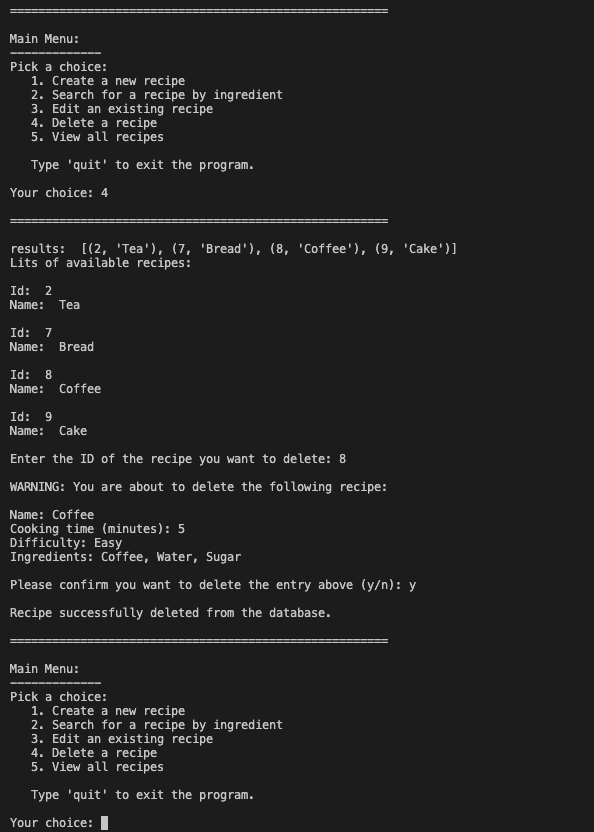 ======================================================
Main Menu:
-------------
Pick a choice:
   1. Create a new recipe
   2. Search for a recipe by ingredient
   3. Edit an existing recipe
   4. Delete a recipe
   5. View all recipes
   Type 'quit' to exit the program.
Your choice: 4
======================================================
results:  [(2, 'Tea'), (7, 'Bread'), (8, 'Coffee'), (9, 'Cake')]
Lits of available recipes:
Id:  2
Name:  Tea
Id:  7
Name:  Bread
Id:  8
Name:  Coffee
Id:  9
Name:  Cake
Enter the ID of the recipe you want to delete: 8
WARNING: You are about to delete the following recipe:
Name: Coffee
Cooking time (minutes): 5
Difficulty: Easy
Ingredients: Coffee, Water, Sugar
Please confirm you want to delete the entry above (y/n): y
Recipe successfully deleted from the database.
======================================================
Main Menu:
-------------
Pick a choice:
   1. Create a new recipe
   2. Search for a recipe by ingredient
   3. Edit an existing recipe
   4. Delete a recipe
   5. View all recipes
   Type 'quit' to exit the program.
Your choice: